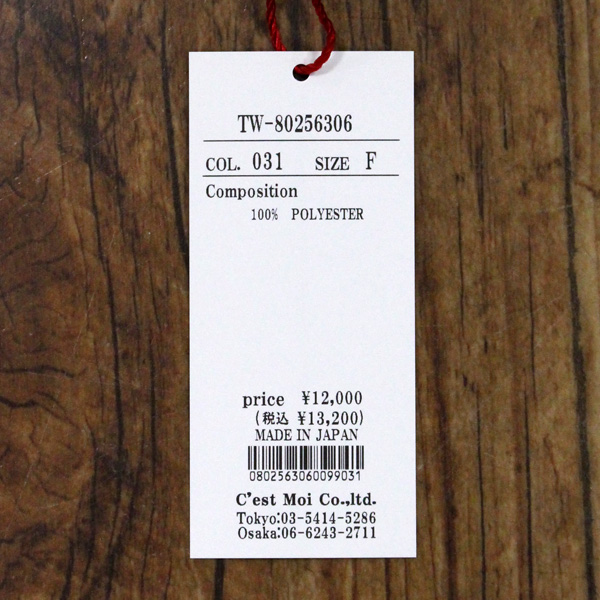 TW-80256306
COL. 031 SIZE F
Composition
100% POLYESTER
price ¥12,000
(税込 ¥13,200)
MADE IN JAPAN
0802563060099031
C'est Moi Co.,ltd.
Tokyo:03-5414-5286
Osaka:06-6243-2711